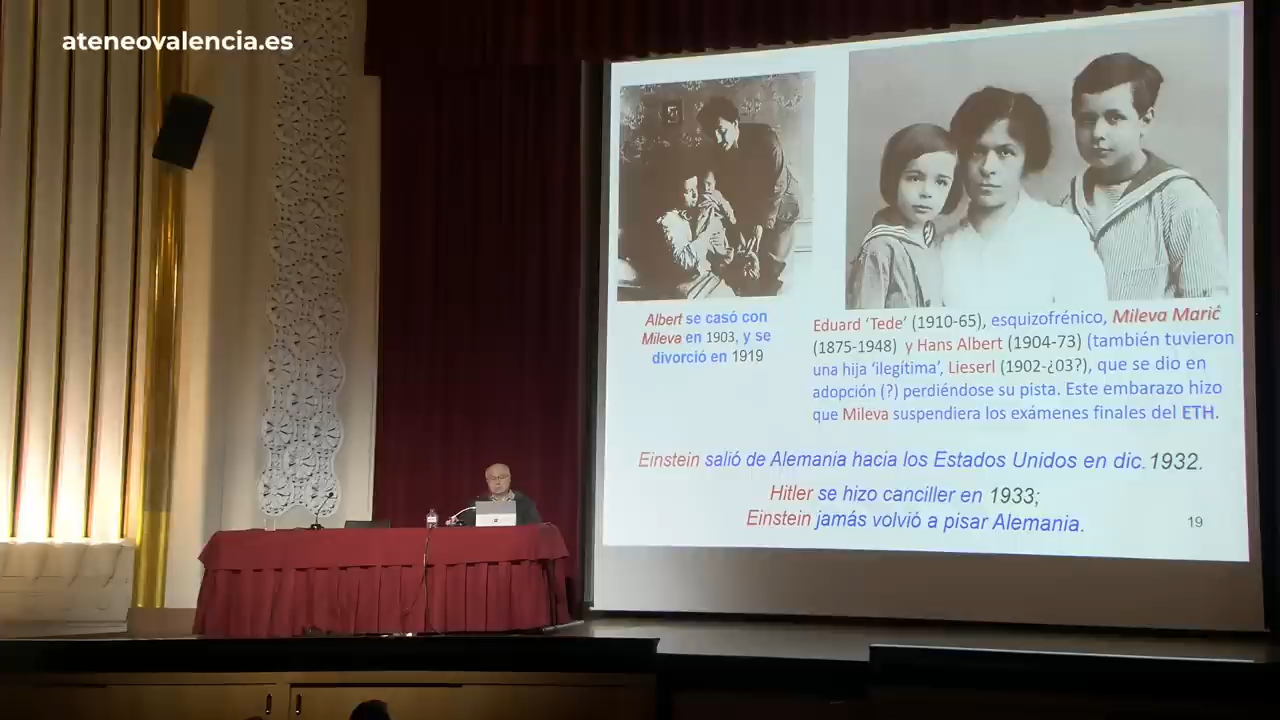 ateneovalencia.es
Albert se casó con
Mileva en 1903, y se
divorció en 1919
Eduard ‘Tede’ (1910-65), esquizofrénico, Mileva Marić
(1875-1948) y Hans Albert (1904-73) (también tuvieron
una hija ‘ilegítima’, Lieserl (1902-¿03?), que se dio en
adopción (?) perdiéndose su pista. Este embarazo hizo
que Mileva suspendiera los exámenes finales del ETH.
Einstein salió de Alemania hacia los Estados Unidos en dic. 1932.
Hitler se hizo canciller en 1933;
Einstein jamás volvió a pisar Alemania.
19